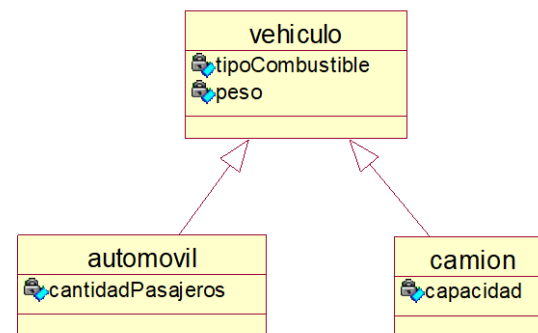 vehiculo
tipoCombustible
peso
automovil
cantidadPasajeros
camion
capacidad